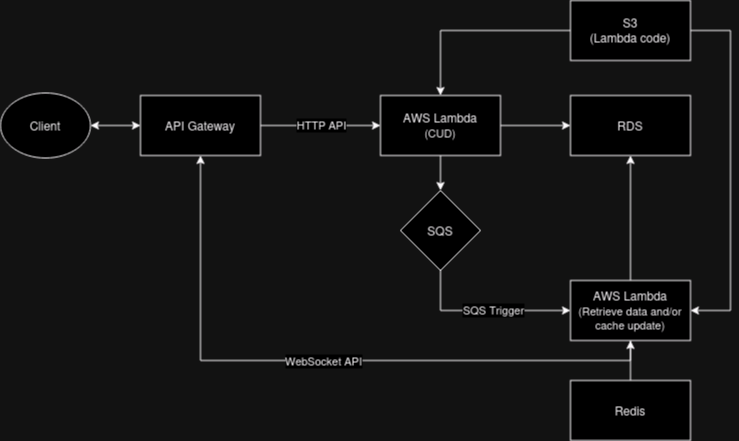 S3
(Lambda code)
Client
API Gateway
HTTP API
AWS Lambda
(CUD)
RDS
SQS
SQS Trigger
AWS Lambda
(Retrieve data and/or
cache update)
WebSocket API
Redis